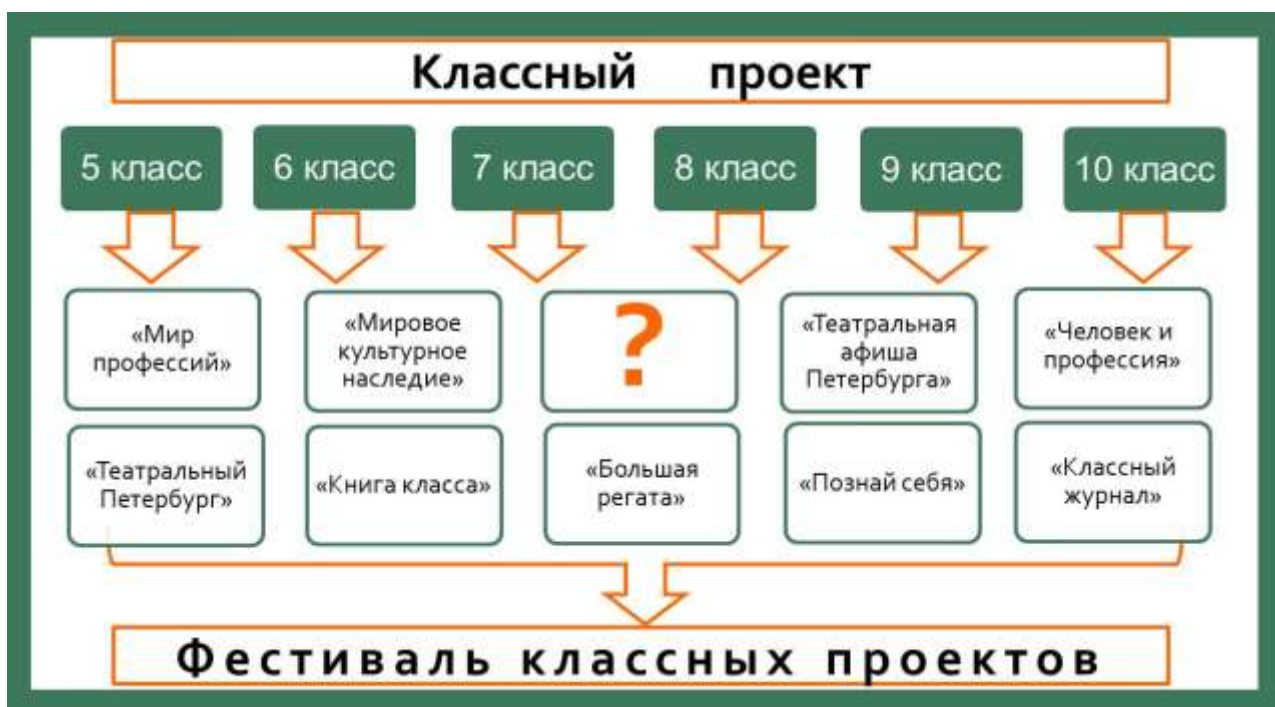 Классный проект
5 класс
6 класс
7 класс
8 класс
9 класс
10 класс
«Мир
профессий»
«Мировое
культурное
наследие»
?
«Театральная
афиша
Петербурга»
«Человек и
профессия»
«Театральный
Петербург»
«Книга класса»
«Большая
регата»
«Познай себя»
«Классный
журнал»
Фестиваль классных проектов